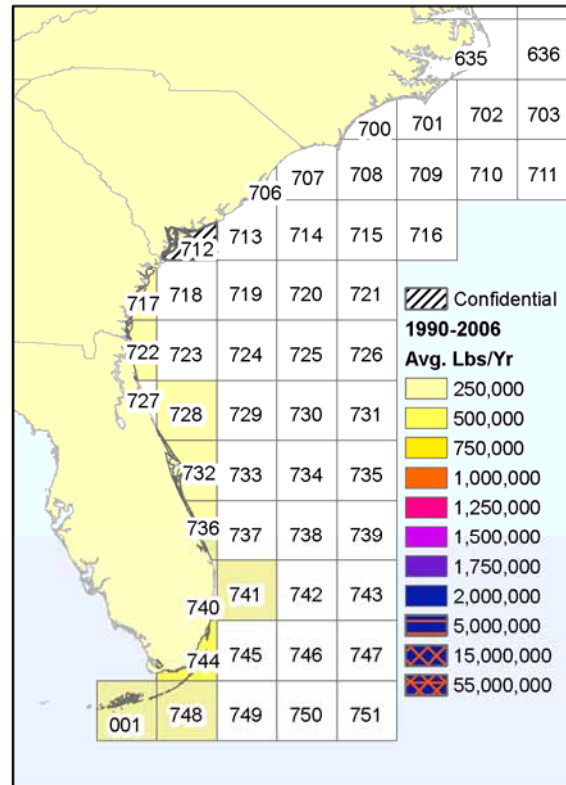 635 636
700 701 702 703
706 707 708 709 710 711
712 713 714 715 716
717 718 719 720 721
722 723 724 725 726
727 728 729 730 731
732 733 734 735
736 737 738 739
740 741 742 743
744 745 746 747
001 748 749 750 751
Confidential
1990-2006
Avg. Lbs/Yr
250,000
500,000
750,000
1,000,000
1,250,000
1,500,000
1,750,000
2,000,000
5,000,000
15,000,000
55,000,000